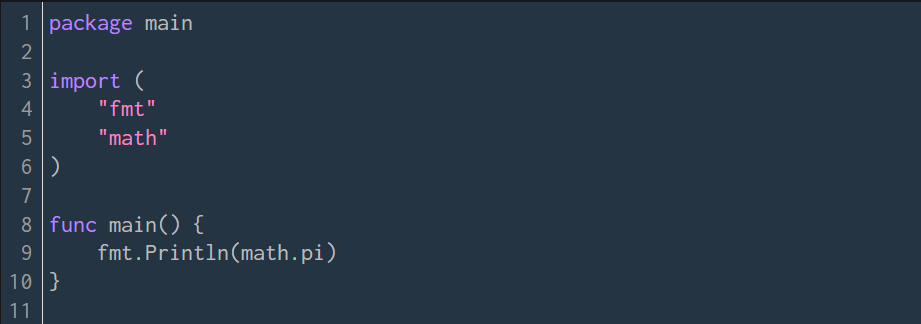 1 package main
2
3 import (
4     "fmt"
5     "math"
6 )
7
8 func main() {
9     fmt.Println(math.pi)
10 }
11